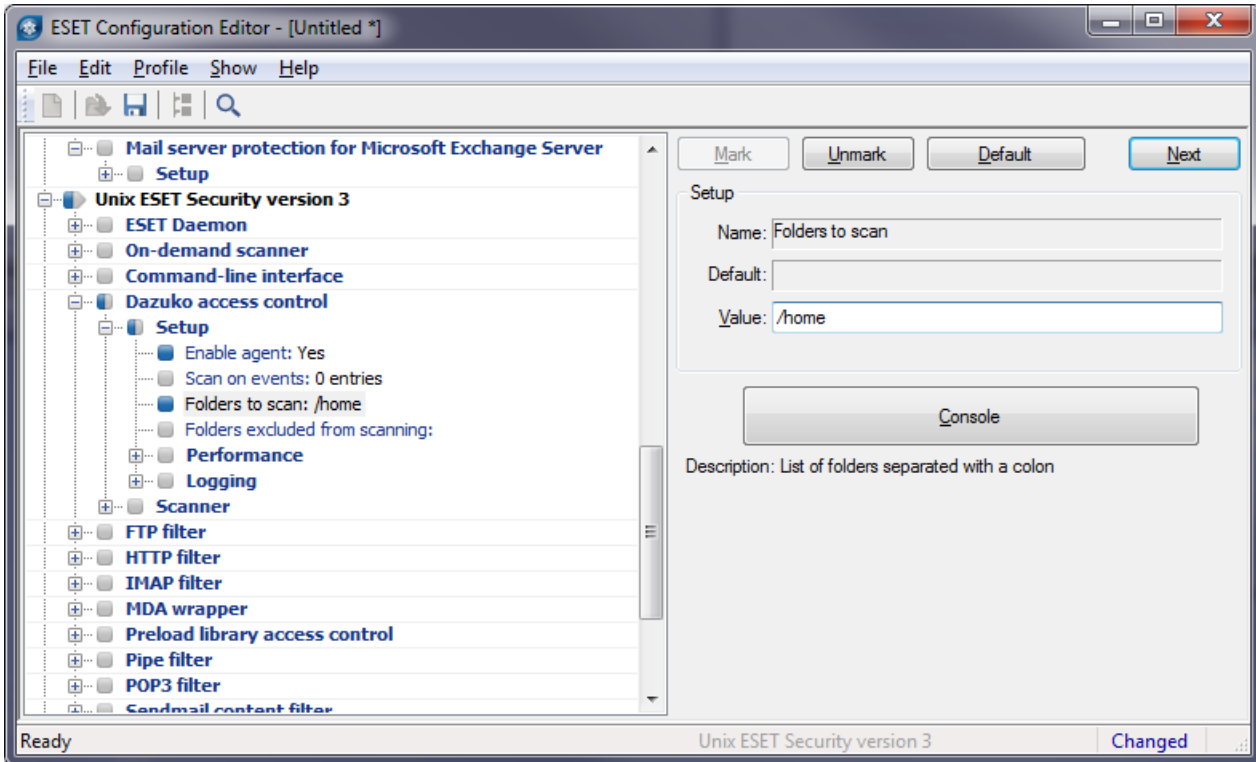 ESET Configuration Editor - [Untitled *]
File Edit Profile Show Help
Mail server protection for Microsoft Exchange Server
Setup
Unix ESET Security version 3
ESET Daemon
On-demand scanner
Command-line interface
Dazuko access control
Setup
Enable agent: Yes
Scan on events: 0 entries
Folders to scan: /home
Folders excluded from scanning:
Performance
Logging
Scanner
FTP filter
HTTP filter
IMAP filter
MDA wrapper
Preload library access control
Pipe filter
POP3 filter
Sendmail content filter
Mark Unmark Default Next
Setup
Name: Folders to scan
Default:
Value: /home
Console
Description: List of folders separated with a colon
Ready Unix ESET Security version 3 Changed